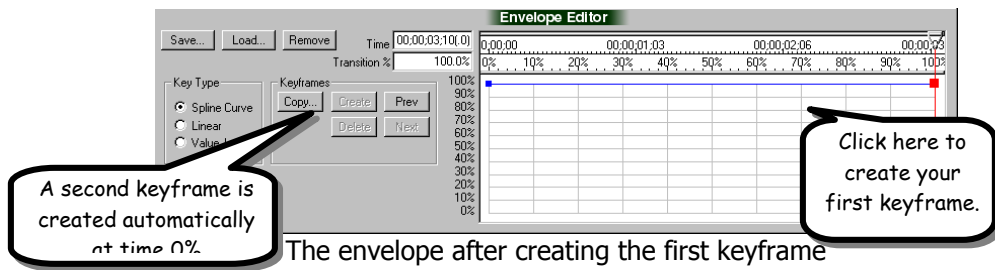 Envelope Editor
Save... Load... Remove Time 00;00;03;10(.0)
Transition % 100.0%
0;00;00 00;00;01;03 00;00;02;06 00;00;03
0% 10% 20% 30% 40% 50% 60% 70% 80% 90% 100%
Key Type
Spline Curve
Linear
Keyframes
Copy... Create Prev
Delete Next
100%
90%
80%
70%
60%
50%
40%
30%
20%
10%
0%
A second keyframe is
created automatically
at time 0%
Click here to
create your
first keyframe.
The envelope after creating the first keyframe